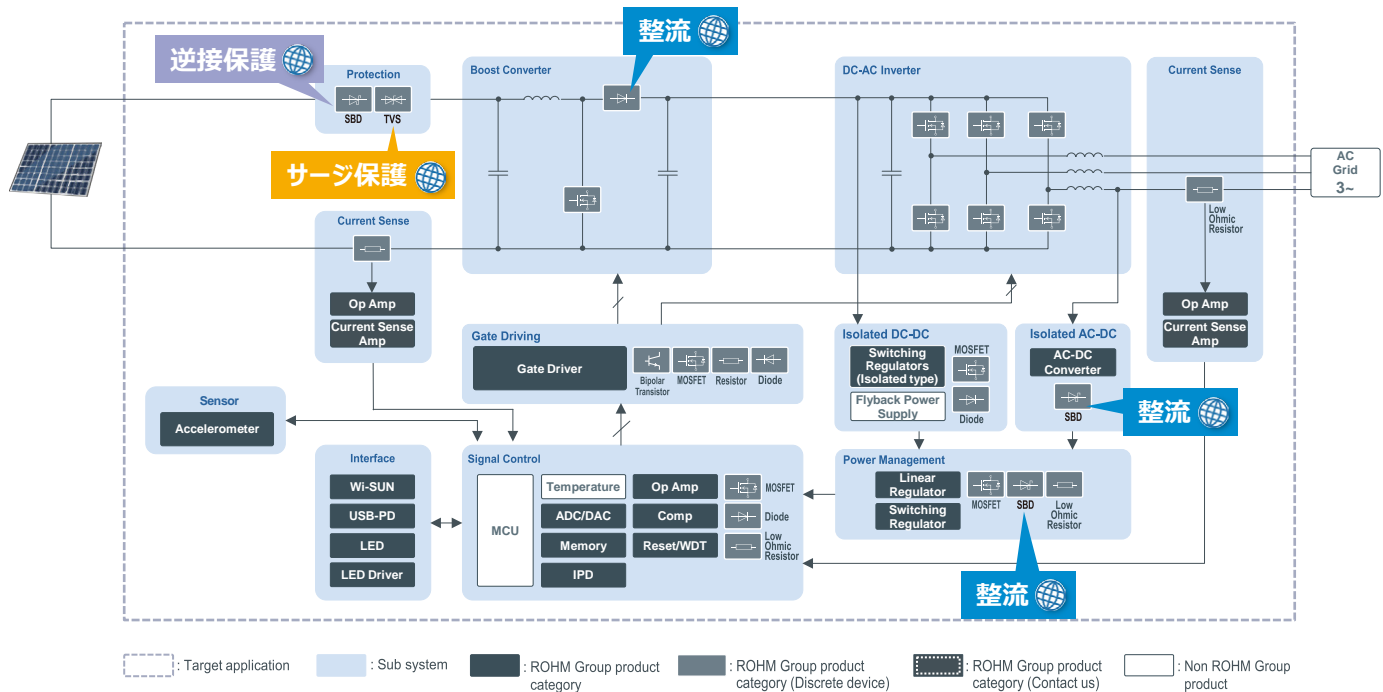 整流
逆接保護
Protection
SBD
TVS
サージ保護
Boost Converter
DC-AC Inverter
Current Sense
Low
Ohmic
Resistor
Op Amp
Current Sense
Amp
AC
Grid
3~
Current Sense
Op Amp
Current Sense
Amp
Gate Driving
Gate Driver
Bipolar
Transistor
MOSFET
Resistor
Diode
Isolated DC-DC
Switching
Regulators
(Isolated type)
Flyback Power
Supply
MOSFET
Diode
Isolated AC-DC
AC-DC
Converter
SBD
整流
Sensor
Accelerometer
Interface
Wi-SUN
USB-PD
LED
LED Driver
Signal Control
MCU
Temperature
ADC/DAC
Memory
IPD
Op Amp
Comp
Reset/WDT
MOSFET
Diode
Low
Ohmic
Resistor
Power Management
Linear
Regulator
Switching
Regulator
MOSFET
SBD
Low
Ohmic
Resistor
整流
: Target application
: Sub system
: ROHM Group product
category
: ROHM Group product
category (Discrete device)
: ROHM Group product
category (Contact us)
: Non ROHM Group
product